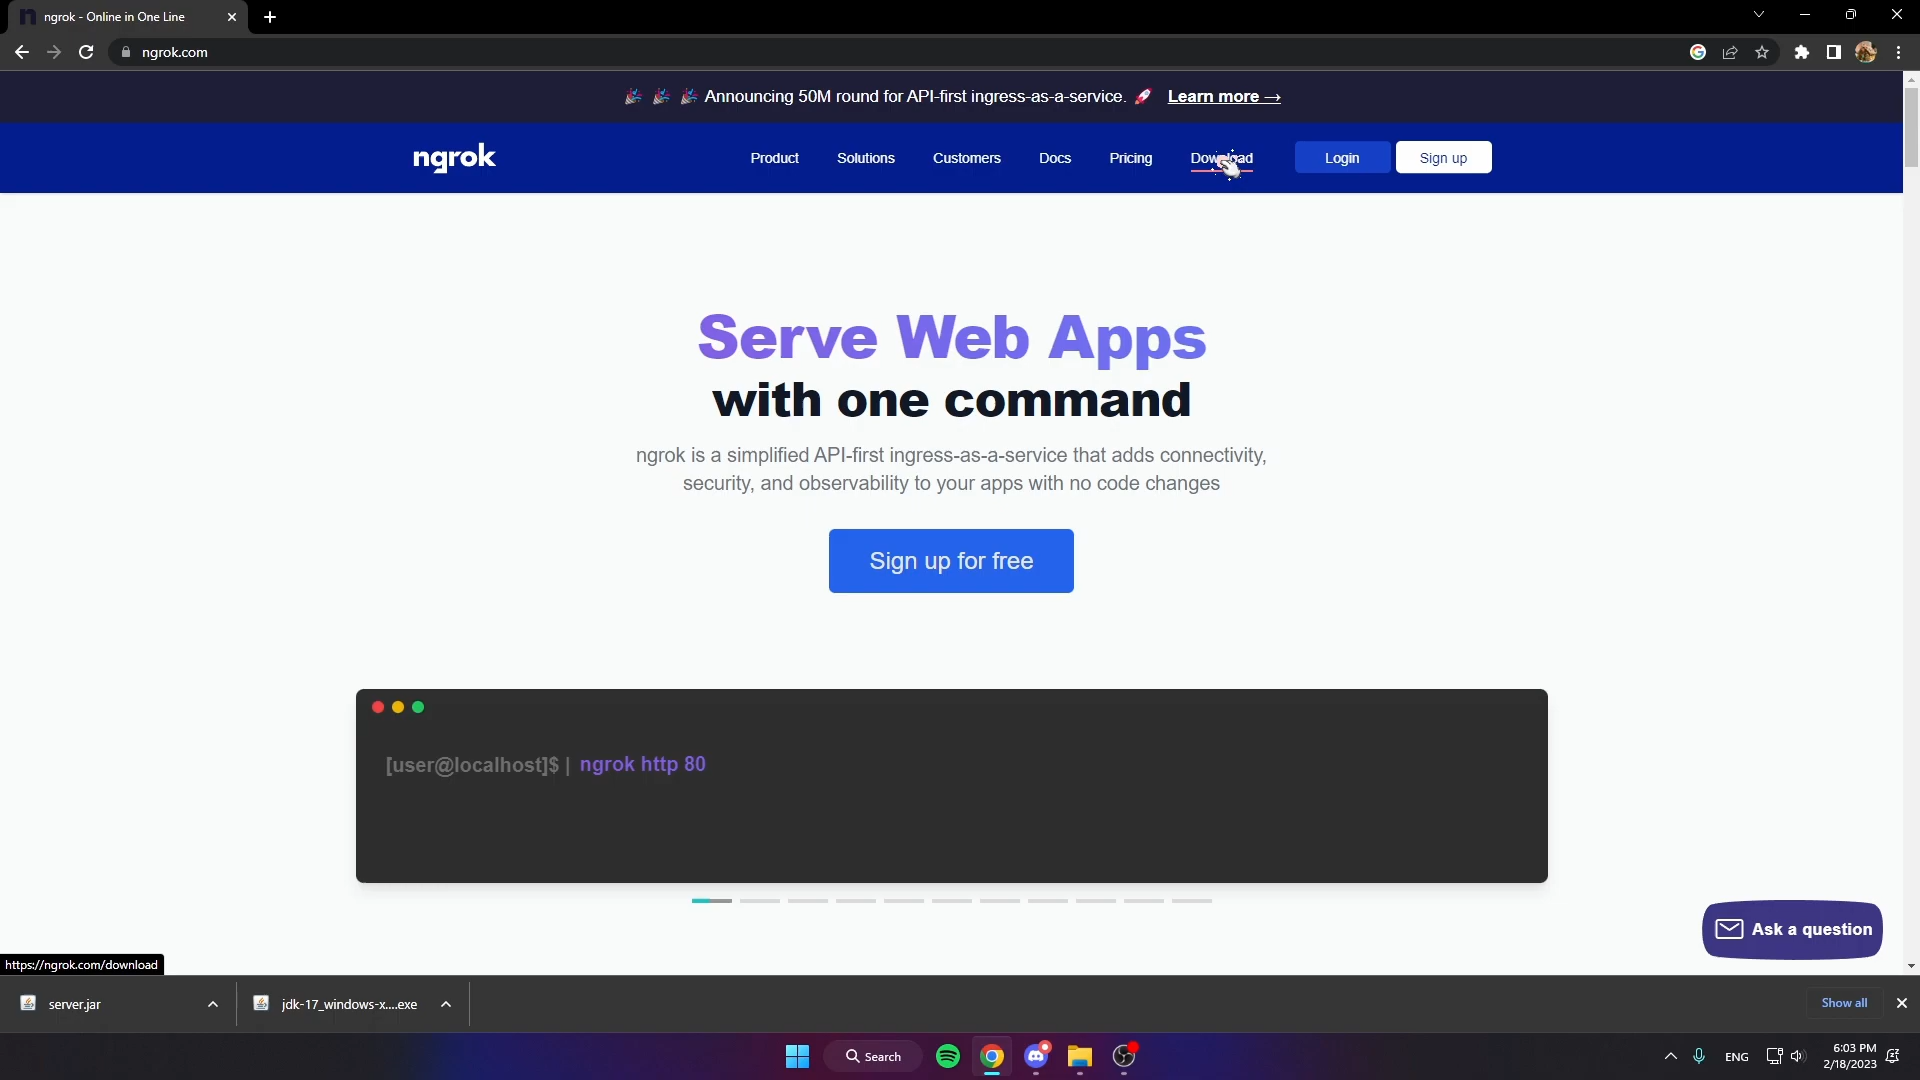 ngrok - Online in One Line
ngrok.com
Announcing 50M round for API-first ingress-as-a-service. Learn more →
ngrok
Product Solutions Customers Docs Pricing Download Login Sign up
Serve Web Apps
with one command
ngrok is a simplified API-first ingress-as-a-service that adds connectivity,
security, and observability to your apps with no code changes
Sign up for free
[user@localhost]$ | ngrok http 80
Ask a question
https://ngrok.com/download
server.jar jdk-17_windows-x....exe Show all
Search
ENG
6:03 PM
2/18/2023